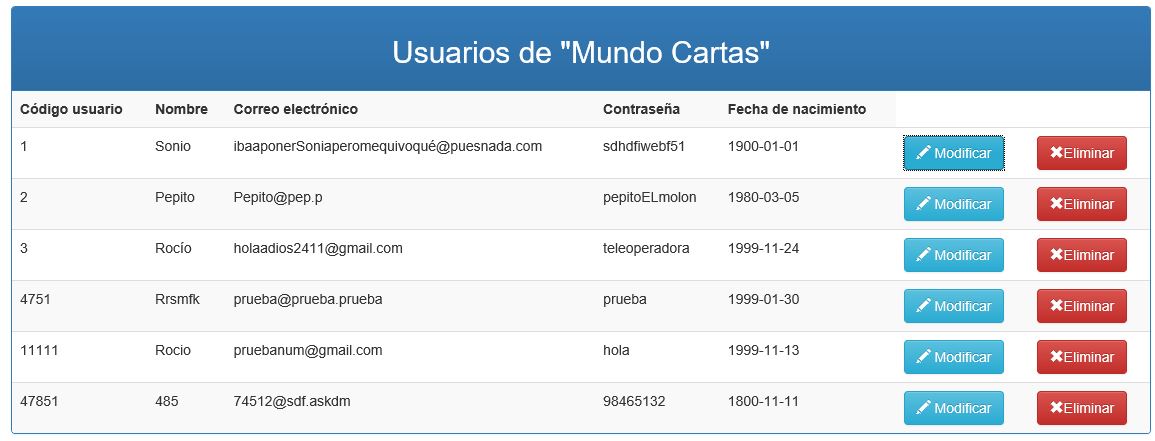 Usuarios de "Mundo Cartas"
Código usuario Nombre Correo electrónico Contraseña Fecha de nacimiento
1 Sonio ibaaponerSoniaperomequivoqué@puesnada.com sdhdfiwebf51 1900-01-01 Modificar Eliminar
2 Pepito Pepito@pep.p pepitoELmolon 1980-03-05 Modificar Eliminar
3 Rocío holaadios2411@gmail.com teleoperadora 1999-11-24 Modificar Eliminar
4751 Rrsmfk prueba@prueba.prueba prueba 1999-01-30 Modificar Eliminar
11111 Rocio pruebanum@gmail.com hola 1999-11-13 Modificar Eliminar
47851 485 74512@sdf.askdm 98465132 1800-11-11 Modificar Eliminar